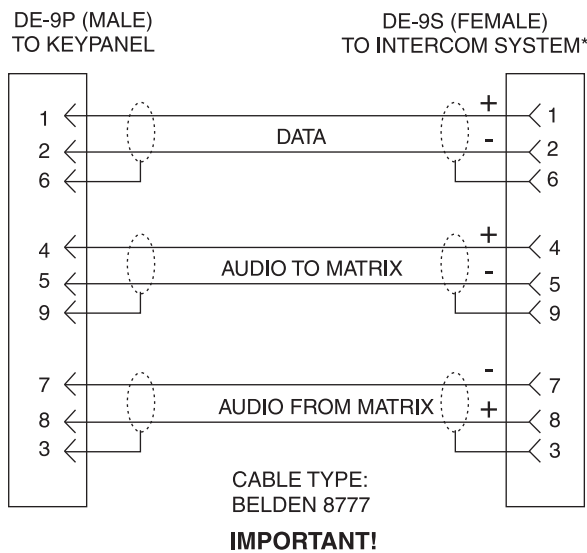 DE-9P (MALE)
TO KEYPANEL
DE-9S (FEMALE)
TO INTERCOM SYSTEM*
1 + 1
DATA
2 - 2
6 6
4 + 4
AUDIO TO MATRIX
5 - 5
9 9
7 - 7
AUDIO FROM MATRIX
8 + 8
3 3
CABLE TYPE:
BELDEN 8777
IMPORTANT!